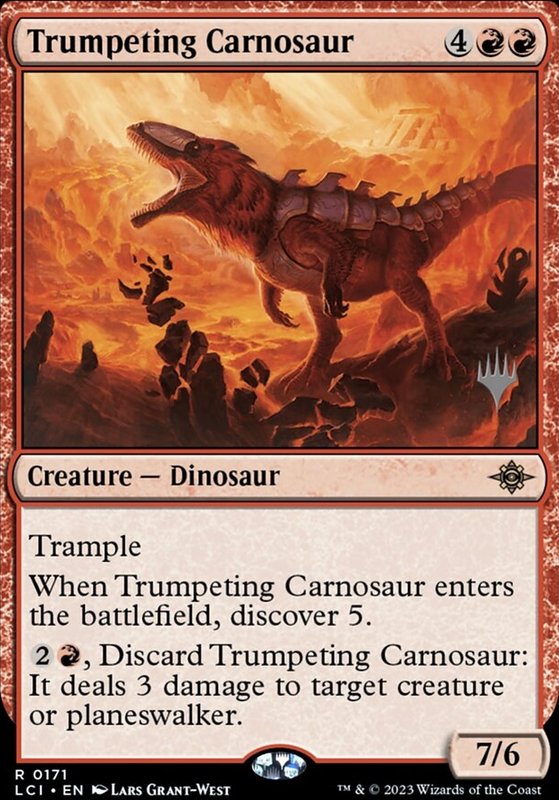 Trumpeting Carnosaur 4
Creature — Dinosaur
Trample
When Trumpeting Carnosaur enters
the battlefield, discover 5.
2, Discard Trumpeting Carnosaur:
It deals 3 damage to target creature
or planeswalker.
7/6
R 0171
LCI • EN Lars Grant-West
™ & © 2023 Wizards of the Coast